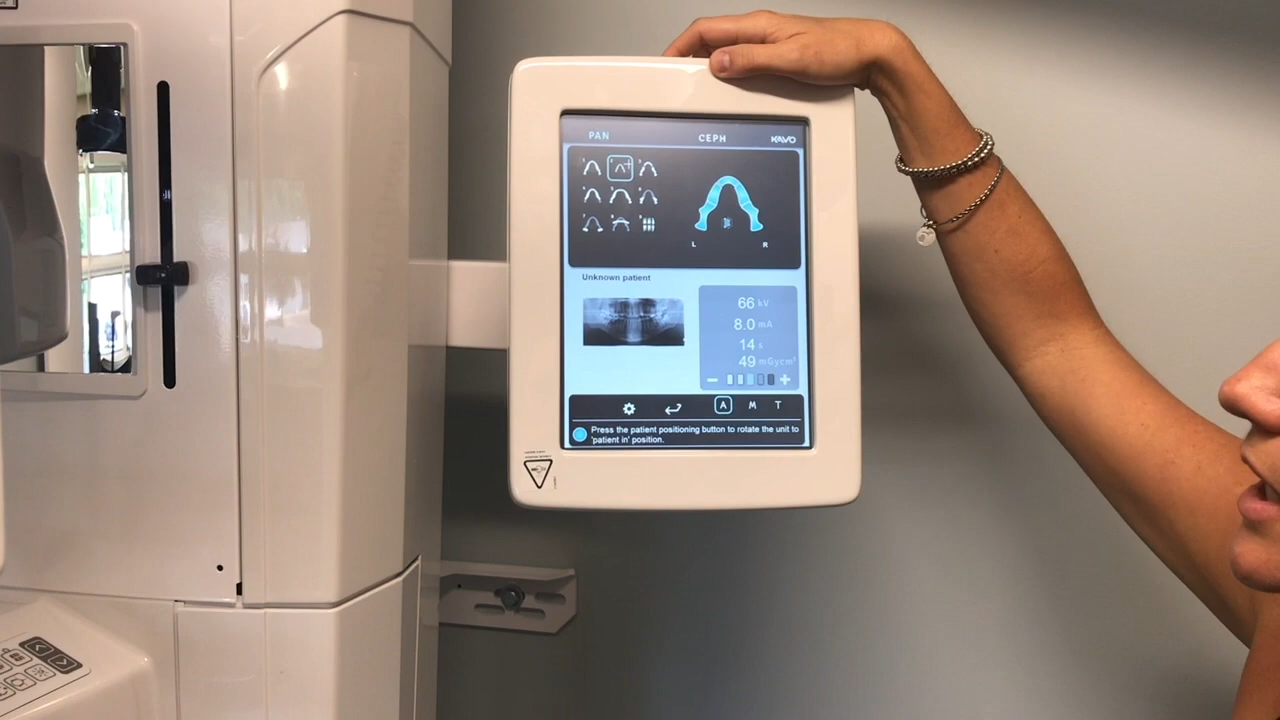 PAN CEPH KAVO
L R
Unknown patient
66 kV
8.0 mA
14 s
49 mGycm²
A M T
Press the patient positioning button to rotate the unit to
'patient in' position.